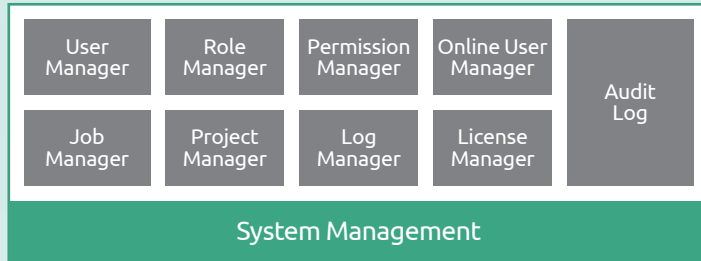 User
Manager
Role
Manager
Permission
Manager
Online User
Manager
Audit
Log
Job
Manager
Project
Manager
Log
Manager
License
Manager
System Management